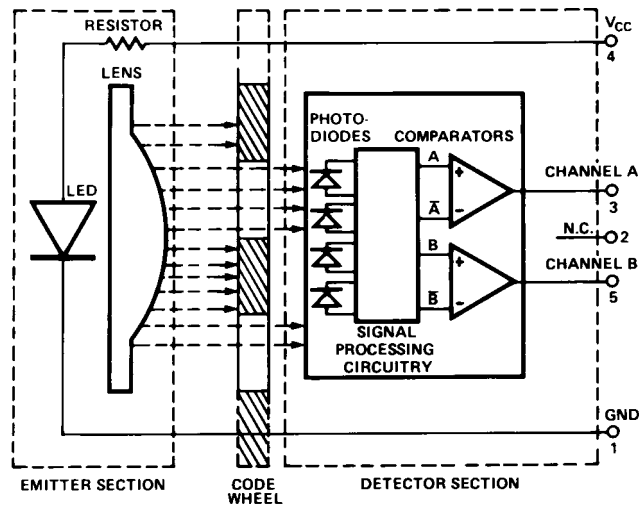 RESISTOR
LENS
LED
PHOTO-
DIODES
COMPARATORS
A
+
A̅
−
B
+
B̅
−
SIGNAL
PROCESSING
CIRCUITRY
VCC
4
CHANNEL A
3
N.C.
2
CHANNEL B
5
GND
1
EMITTER SECTION
CODE
WHEEL
DETECTOR SECTION